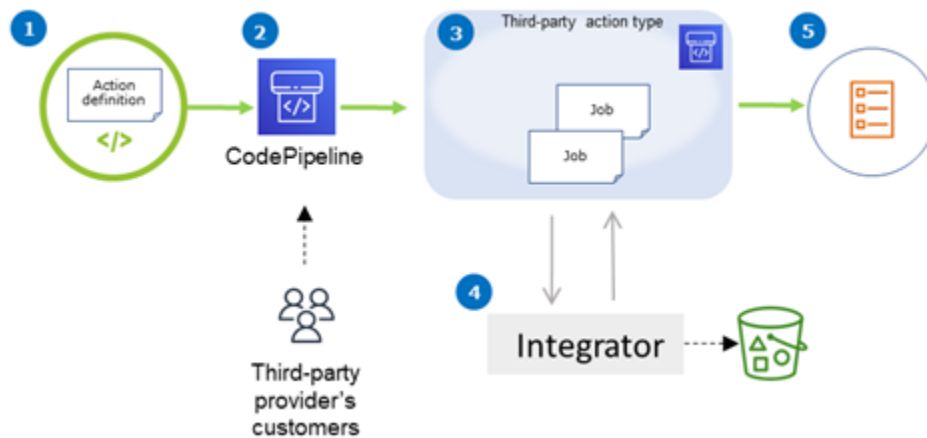 1
Action
definition
</>
2
</>
CodePipeline
3
Third-party action type
</>
Job
Job
5
Third-party
provider's
customers
4
Integrator